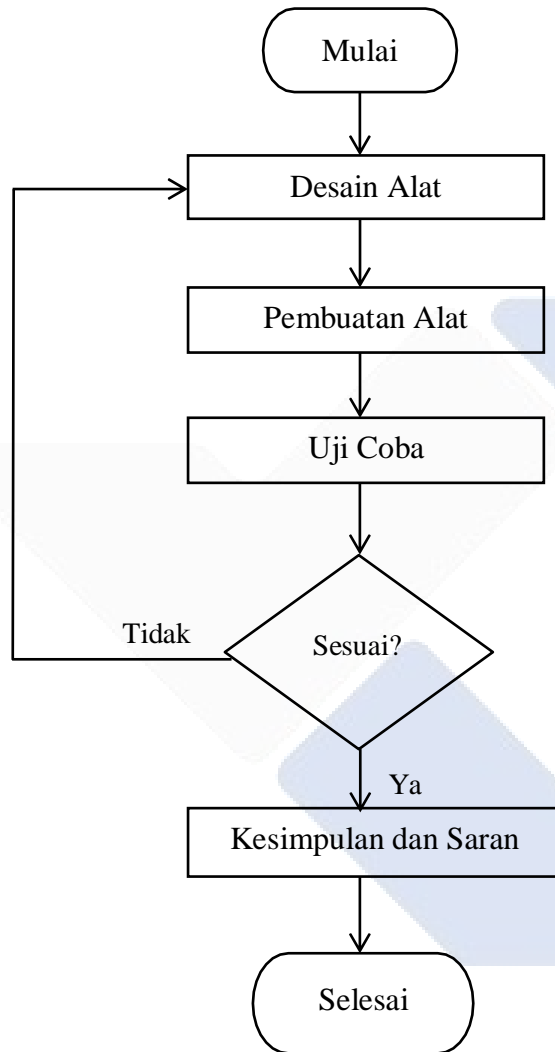 Mulai
Desain Alat
Pembuatan Alat
Uji Coba
Tidak
Sesuai?
Ya
Kesimpulan dan Saran
Selesai